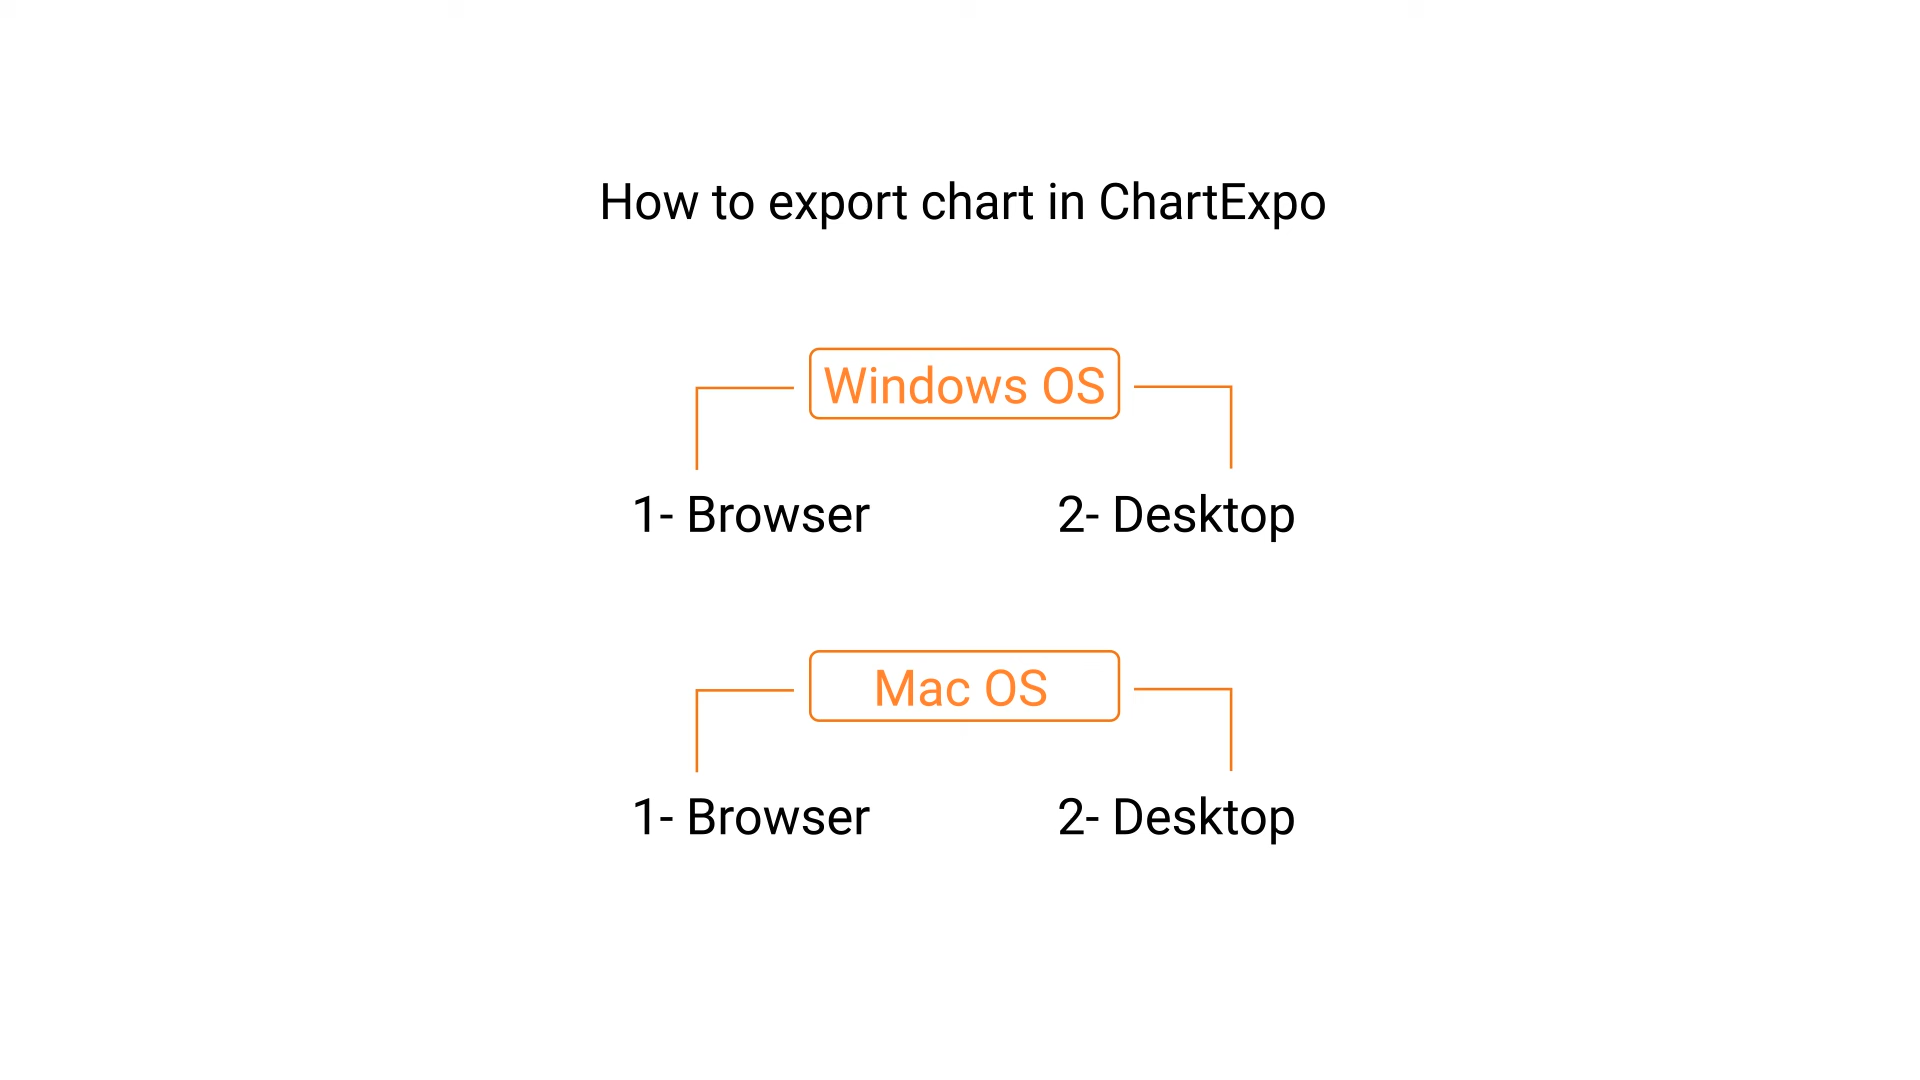 How to export chart in ChartExpo
Windows OS
1- Browser
2- Desktop
Mac OS
1- Browser
2- Desktop